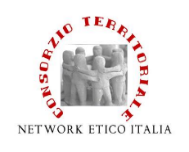 CONSORZIO TERRITORIALE
NETWORK ETICO ITALIA